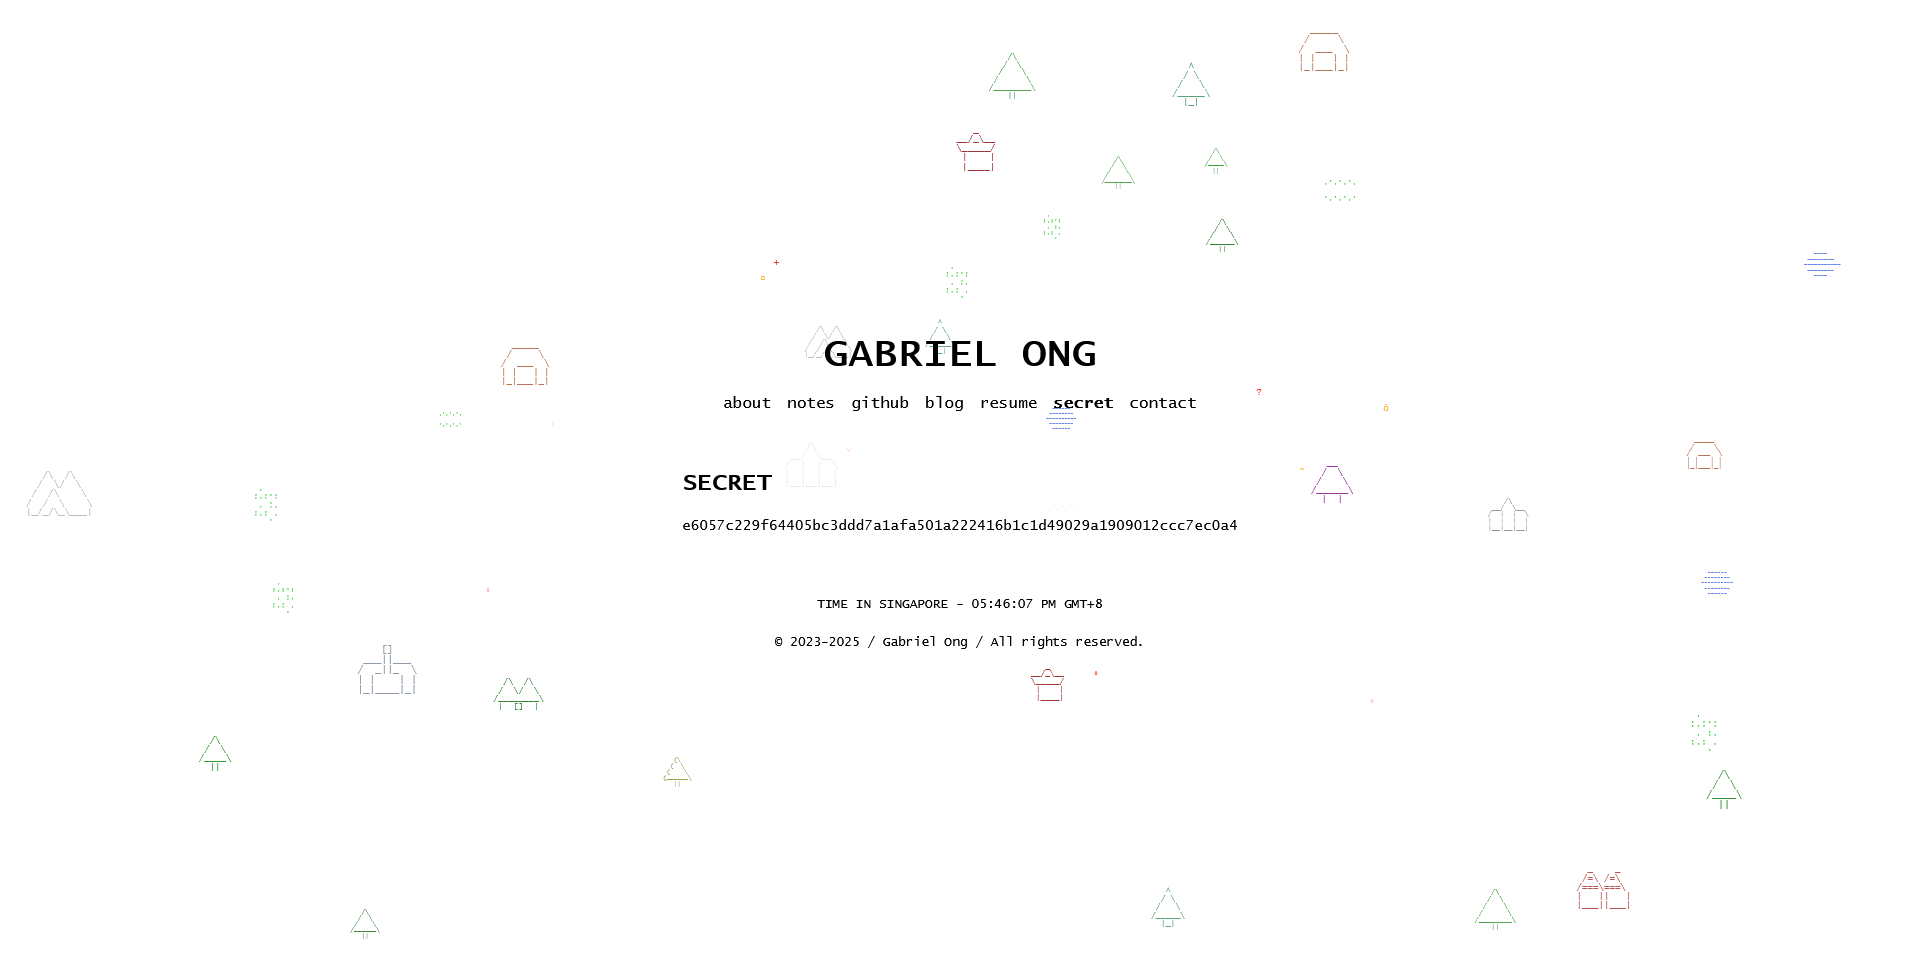 GABRIEL ONG
about notes github blog resume secret contact
SECRET
e6057c229f64405bc3ddd7a1afa501a222416b1c1d49029a1909012ccc7ec0a4
TIME IN SINGAPORE - 05:46:07 PM GMT+8
© 2023-2025 / Gabriel Ong / All rights reserved.